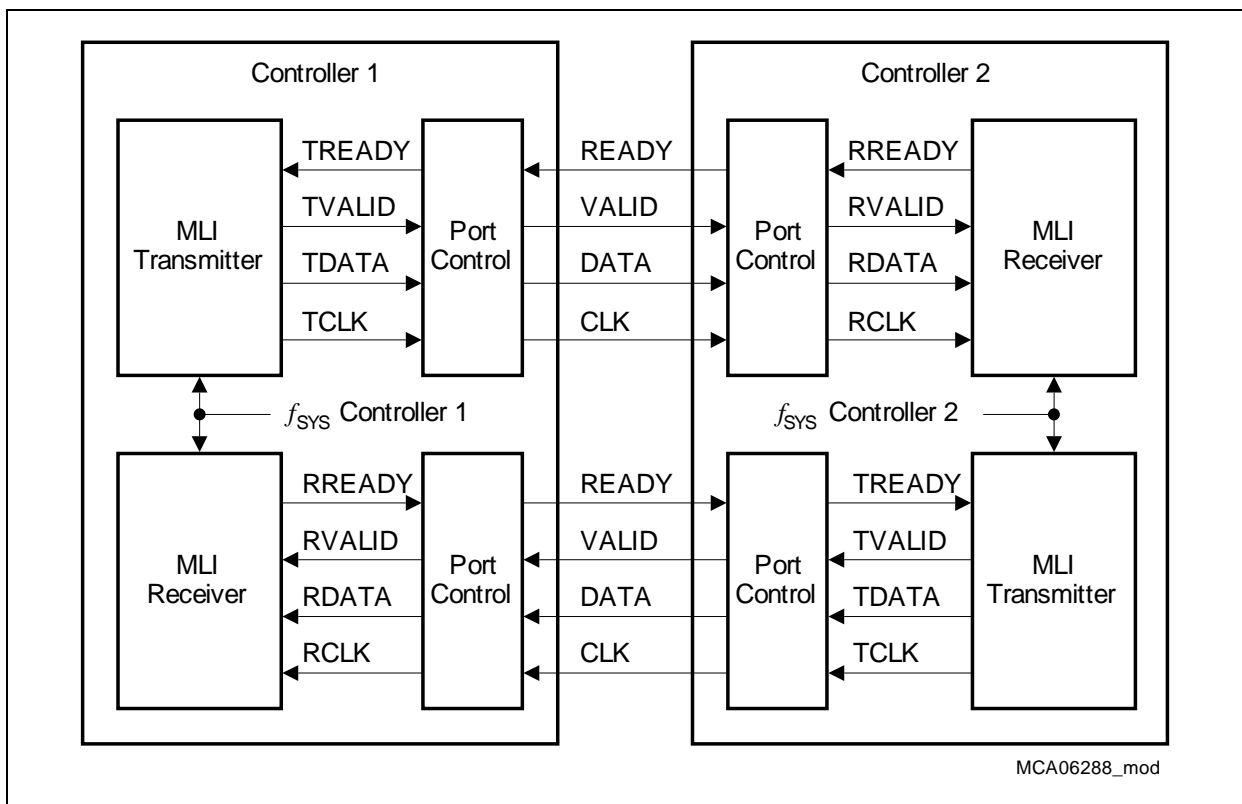 Controller 1
Controller 2
TREADY
READY
RREADY
TVALID
VALID
RVALID
MLI
Transmitter
Port
Control
Port
Control
MLI
Receiver
TDATA
DATA
RDATA
TCLK
CLK
RCLK
fSYS Controller 1
fSYS Controller 2
RREADY
READY
TREADY
RVALID
VALID
TVALID
MLI
Receiver
Port
Control
Port
Control
MLI
Transmitter
RDATA
DATA
TDATA
RCLK
CLK
TCLK
MCA06288_mod